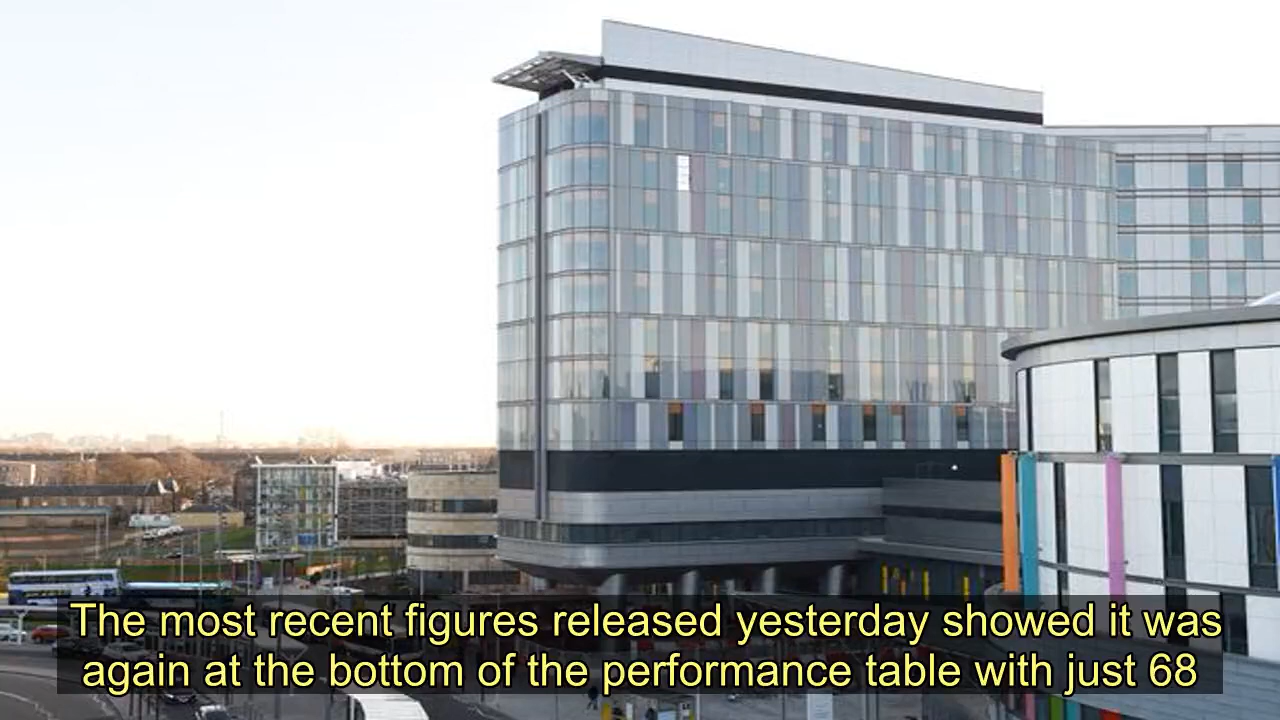 The most recent figures released yesterday showed it was
again at the bottom of the performance table with just 68